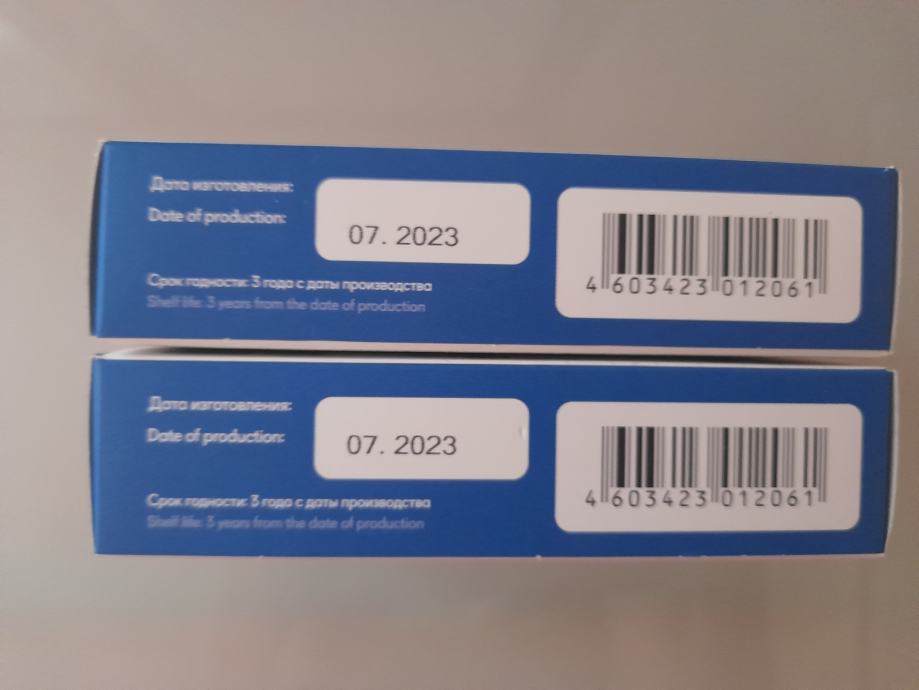 Дата изготовления:
Date of production:
07. 2023
Срок годности: 3 года с даты производства
Shelf life: 3 years from the date of production
4 603423 012061
Дата изготовления:
Date of production:
07. 2023
Срок годности: 3 года с даты производства
Shelf life: 3 years from the date of production
4 603423 012061